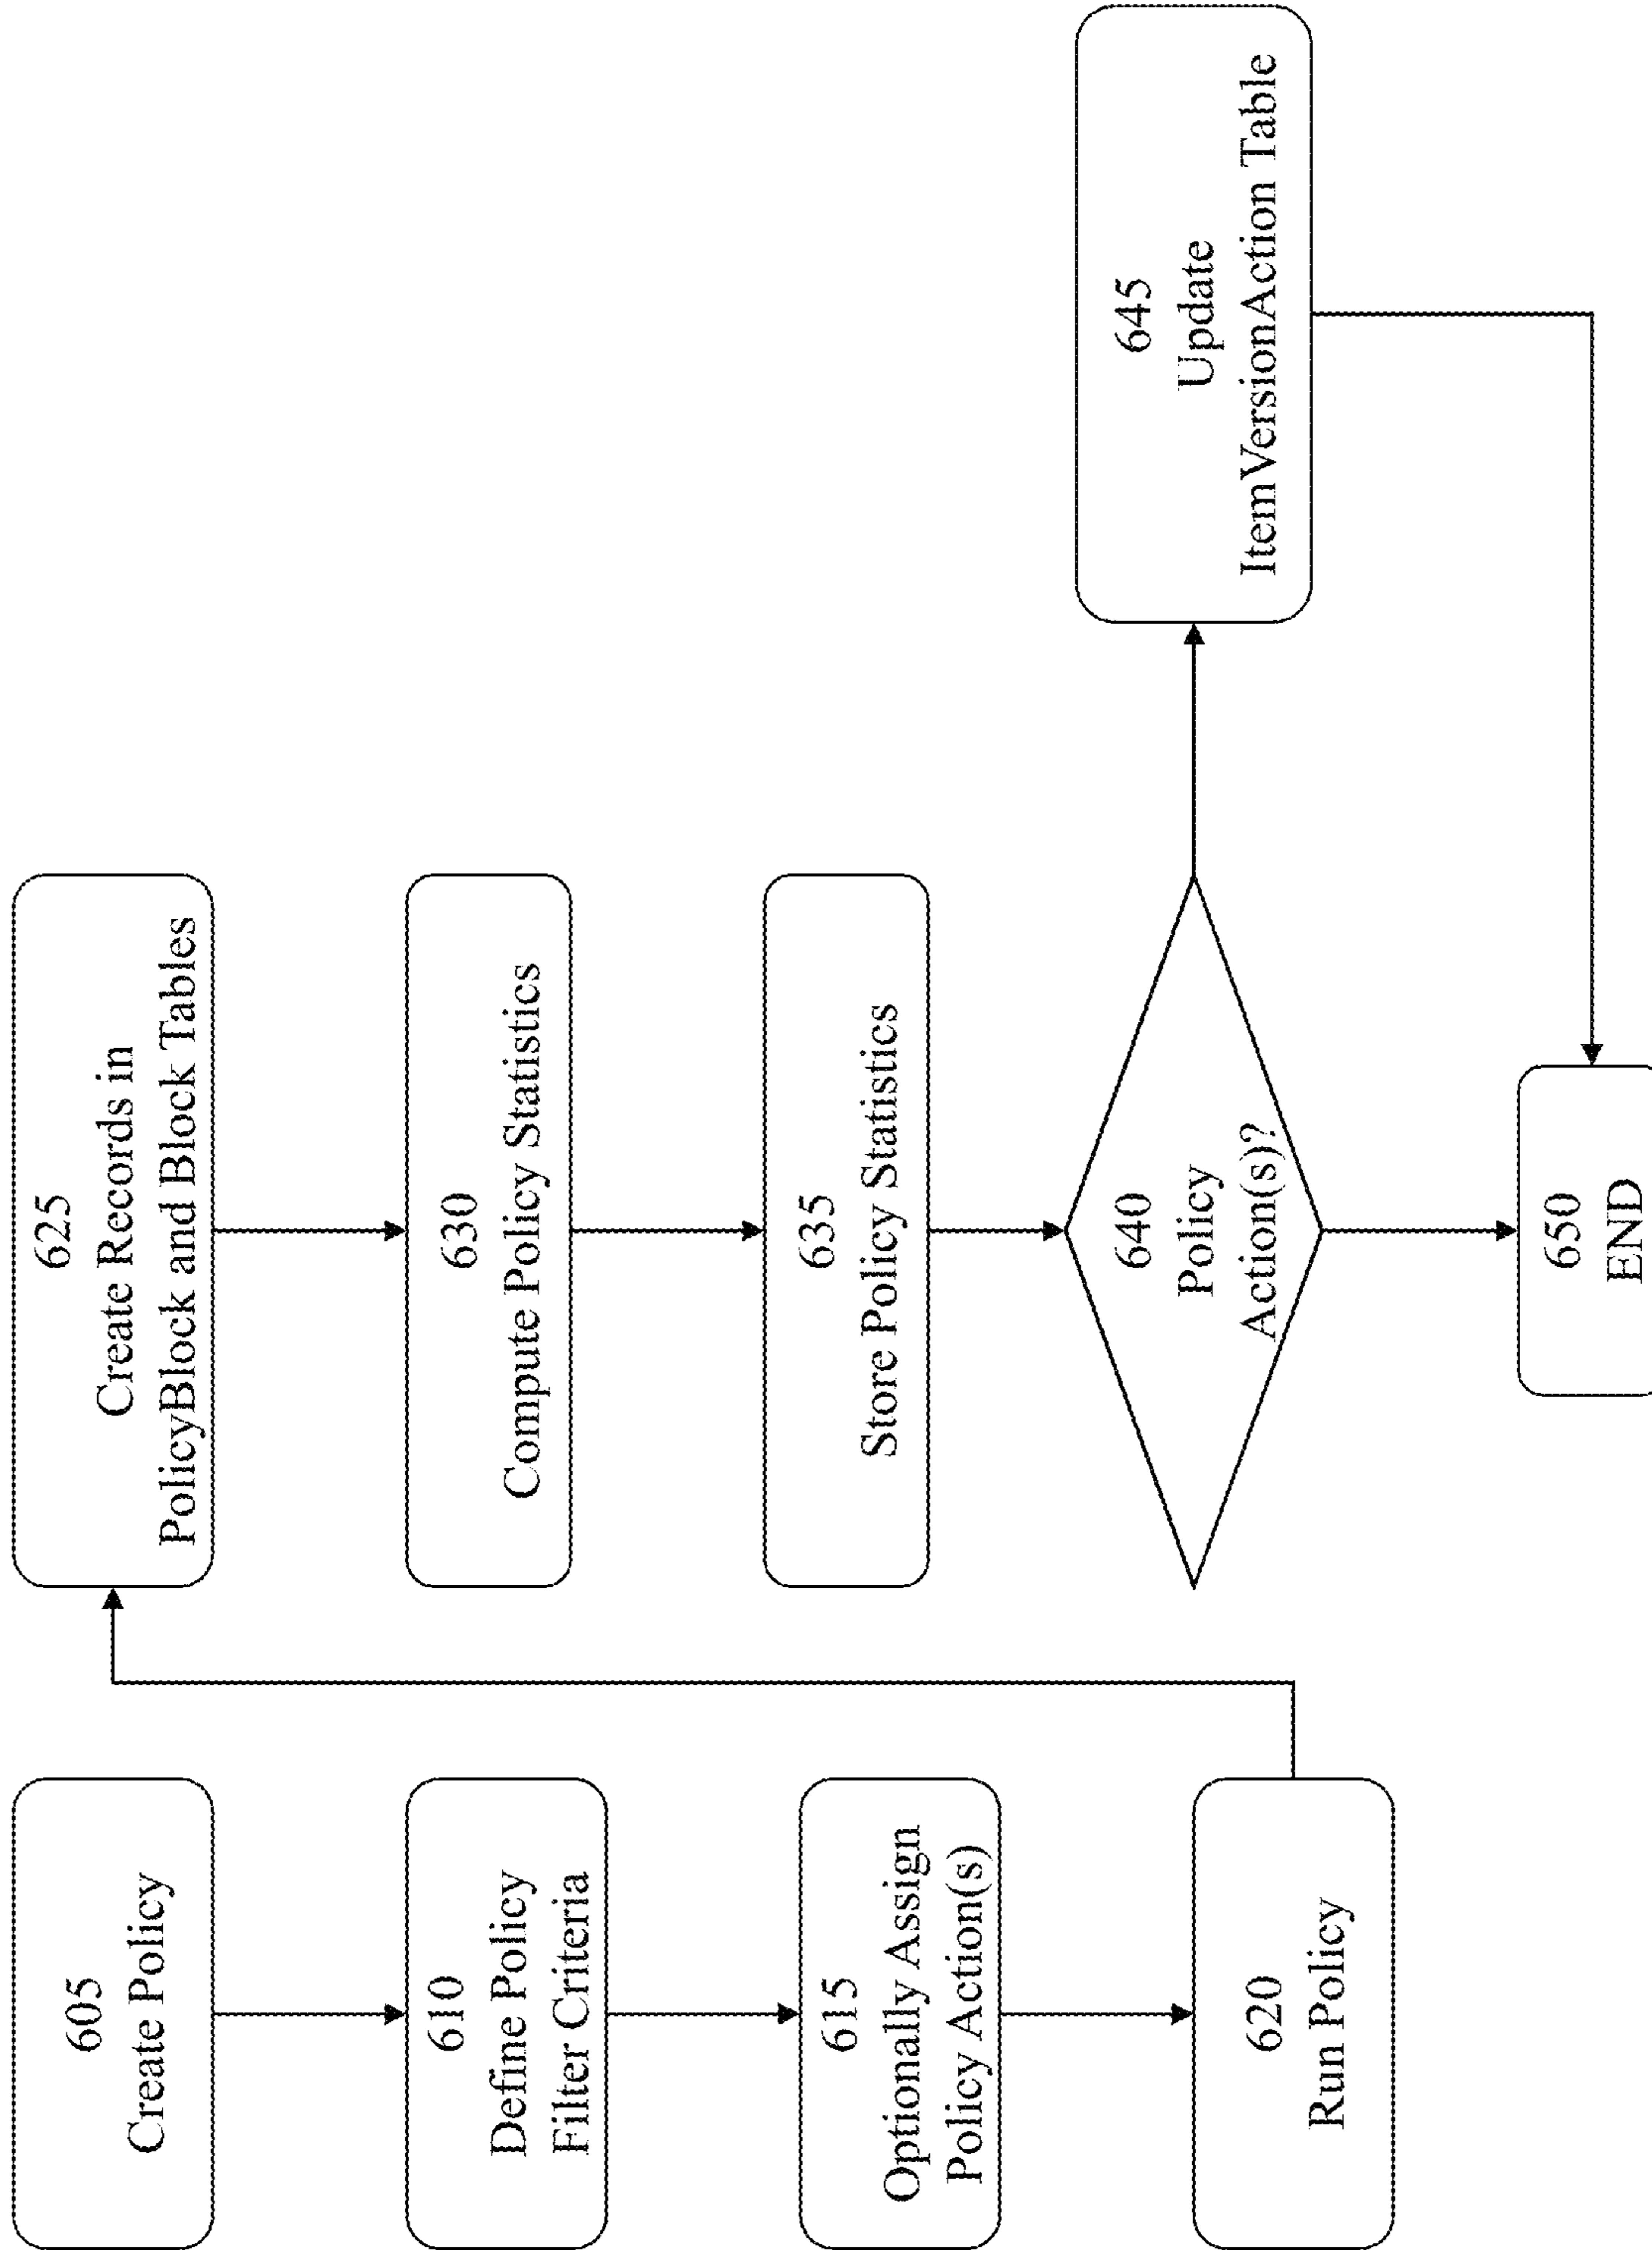 605
Create Policy
610
Define Policy
Filter Criteria
615
Optionally Assign
Policy Action(s)
620
Run Policy
625
Create Records in
PolicyBlock and Block Tables
630
Compute Policy Statistics
635
Store Policy Statistics
640
Policy
Action(s)?
645
Update
ItemVersionAction Table
650
END